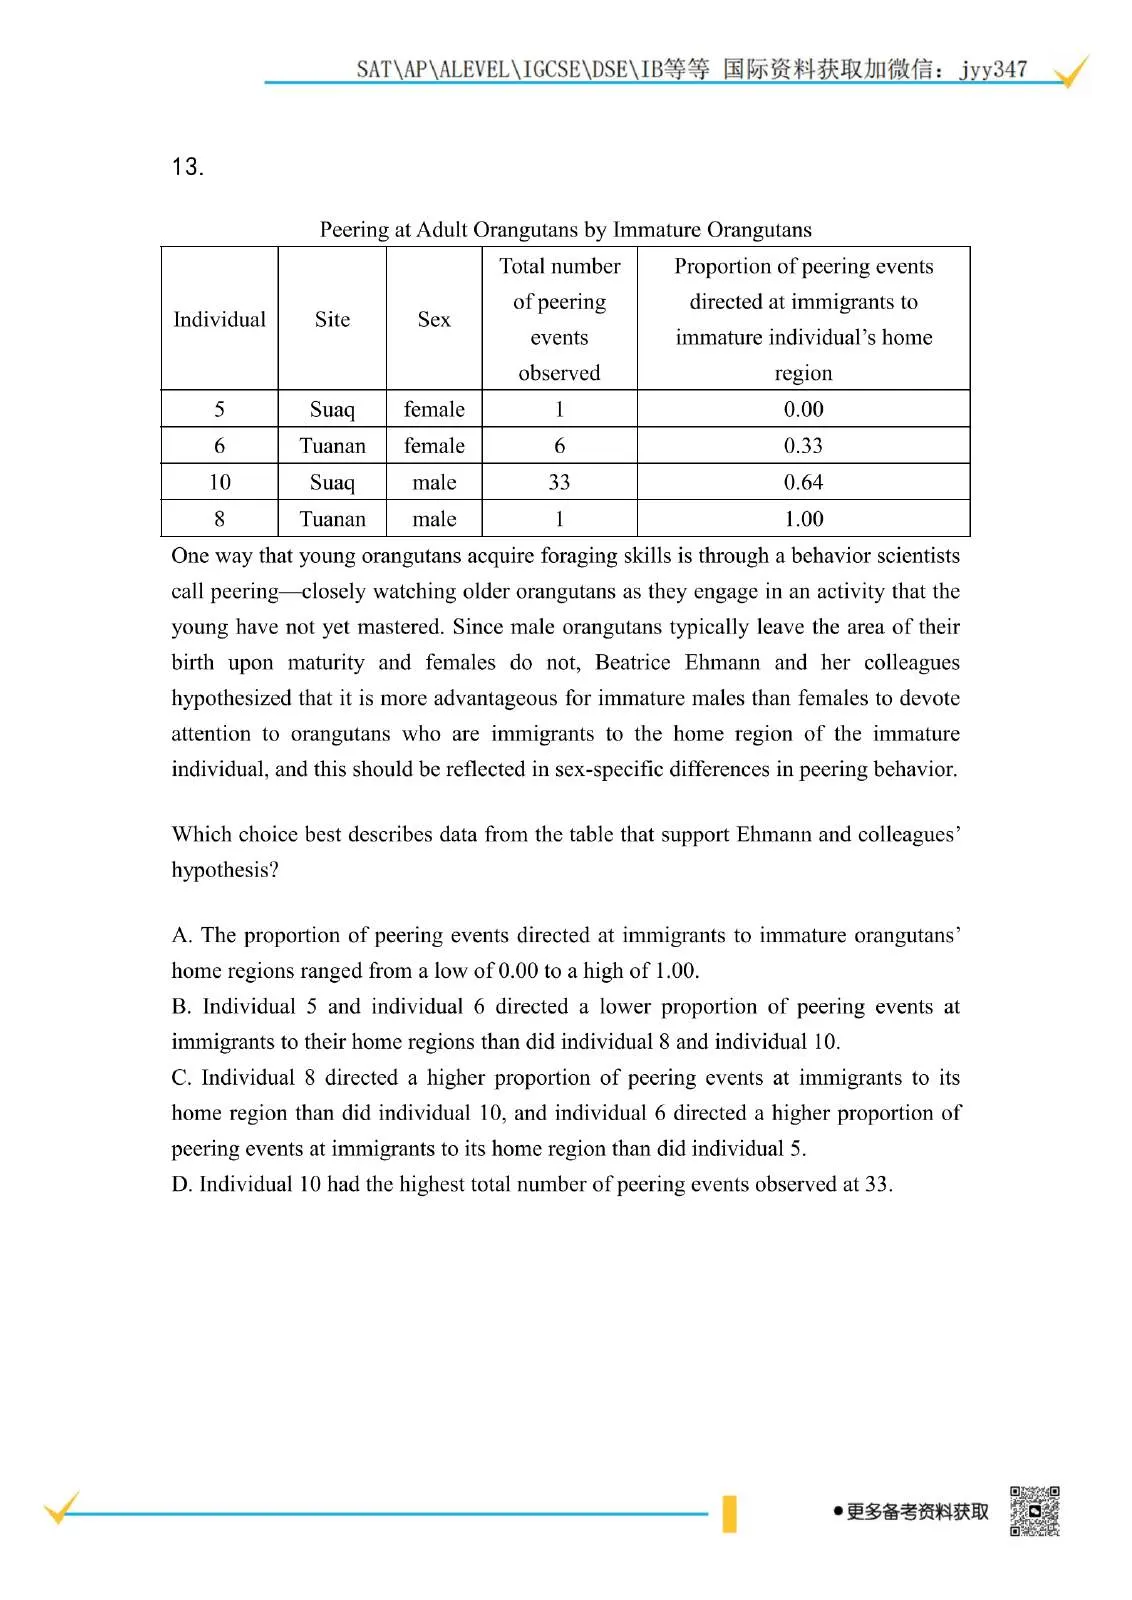 SAT\AP\ALEVEL\IGCSE\DSE\IB等等 国际资料获取加微信：jyy347
13.
Peering at Adult Orangutans by Immature Orangutans
Individual Site Sex Total number of peering events observed Proportion of peering events directed at immigrants to immature individual's home region
5 Suaq female 1 0.00
6 Tuanan female 6 0.33
10 Suaq male 33 0.64
8 Tuanan male 1 1.00
One way that young orangutans acquire foraging skills is through a behavior scientists
call peering—closely watching older orangutans as they engage in an activity that the
young have not yet mastered. Since male orangutans typically leave the area of their
birth upon maturity and females do not, Beatrice Ehmann and her colleagues
hypothesized that it is more advantageous for immature males than females to devote
attention to orangutans who are immigrants to the home region of the immature
individual, and this should be reflected in sex-specific differences in peering behavior.
Which choice best describes data from the table that support Ehmann and colleagues'
hypothesis?
A. The proportion of peering events directed at immigrants to immature orangutans'
home regions ranged from a low of 0.00 to a high of 1.00.
B. Individual 5 and individual 6 directed a lower proportion of peering events at
immigrants to their home regions than did individual 8 and individual 10.
C. Individual 8 directed a higher proportion of peering events at immigrants to its
home region than did individual 10, and individual 6 directed a higher proportion of
peering events at immigrants to its home region than did individual 5.
D. Individual 10 had the highest total number of peering events observed at 33.
●更多备考资料获取